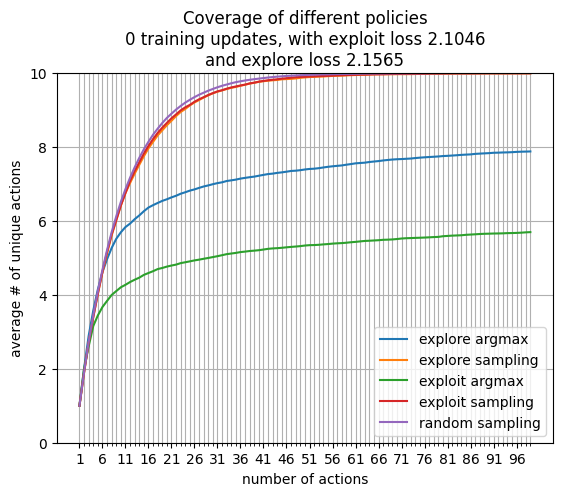 Coverage of different policies
0 training updates, with exploit loss 2.1046
and explore loss 2.1565
10
8
6
4
2
0
average # of unique actions
explore argmax
explore sampling
exploit argmax
exploit sampling
random sampling
1 6 11 16 21 26 31 36 41 46 51 56 61 66 71 76 81 86 91 96
number of actions